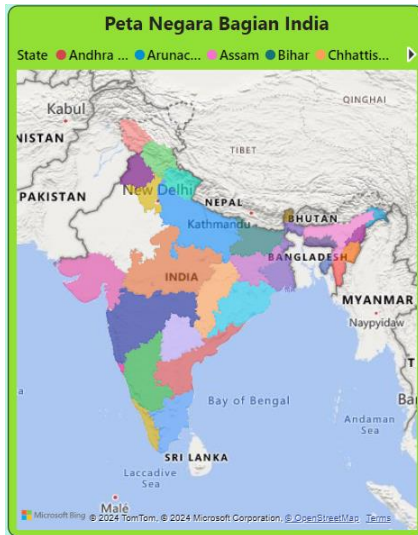 Peta Negara Bagian India
State Andhra ... Arunac... Assam Bihar Chhattis...
Kabul
QINGHAI
NISTAN
TIBET
PAKISTAN
New Delhi
NEPAL
Kathmandu
BHUTAN
BANGLADESH
INDIA
MYANMAR
Naypyidaw
T
Bay of Bengal
Ba
a
Andaman
Sea
SRI LANKA
Laccadive
Sea
Malé
Microsoft Bing © 2024 TomTom, © 2024 Microsoft Corporation, © OpenStreetMap Terms